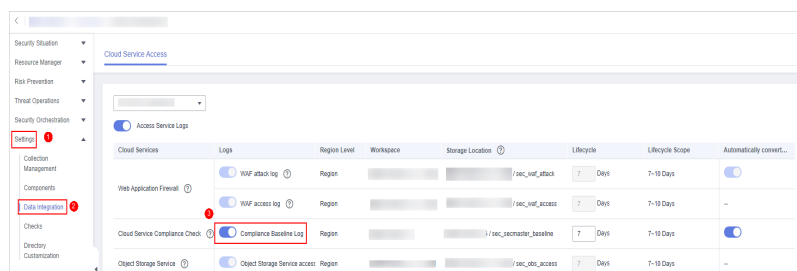 Security Situation
Resource Manager
Risk Prevention
Threat Operations
Security Orchestration
Settings 1
Collection
Management
Components
Data Integration 2
Checks
Directory
Customization
Cloud Service Access
Access Service Logs
Cloud Services Logs Region Level Workspace Storage Location ? Lifecycle Lifecycle Scope Automatically convert...
Web Application Firewall ?
WAF attack log ? Region / sec_waf_attack 7 Days 7~10 Days
WAF access log ? Region / sec_waf_access 7 Days 7~10 Days --
3
Cloud Service Compliance Check ? Compliance Baseline Log Region / sec_secmaster_baseline 7 Days 7~10 Days
Object Storage Service ? Object Storage Service access Region / sec_obs_access 7 Days 7~10 Days --